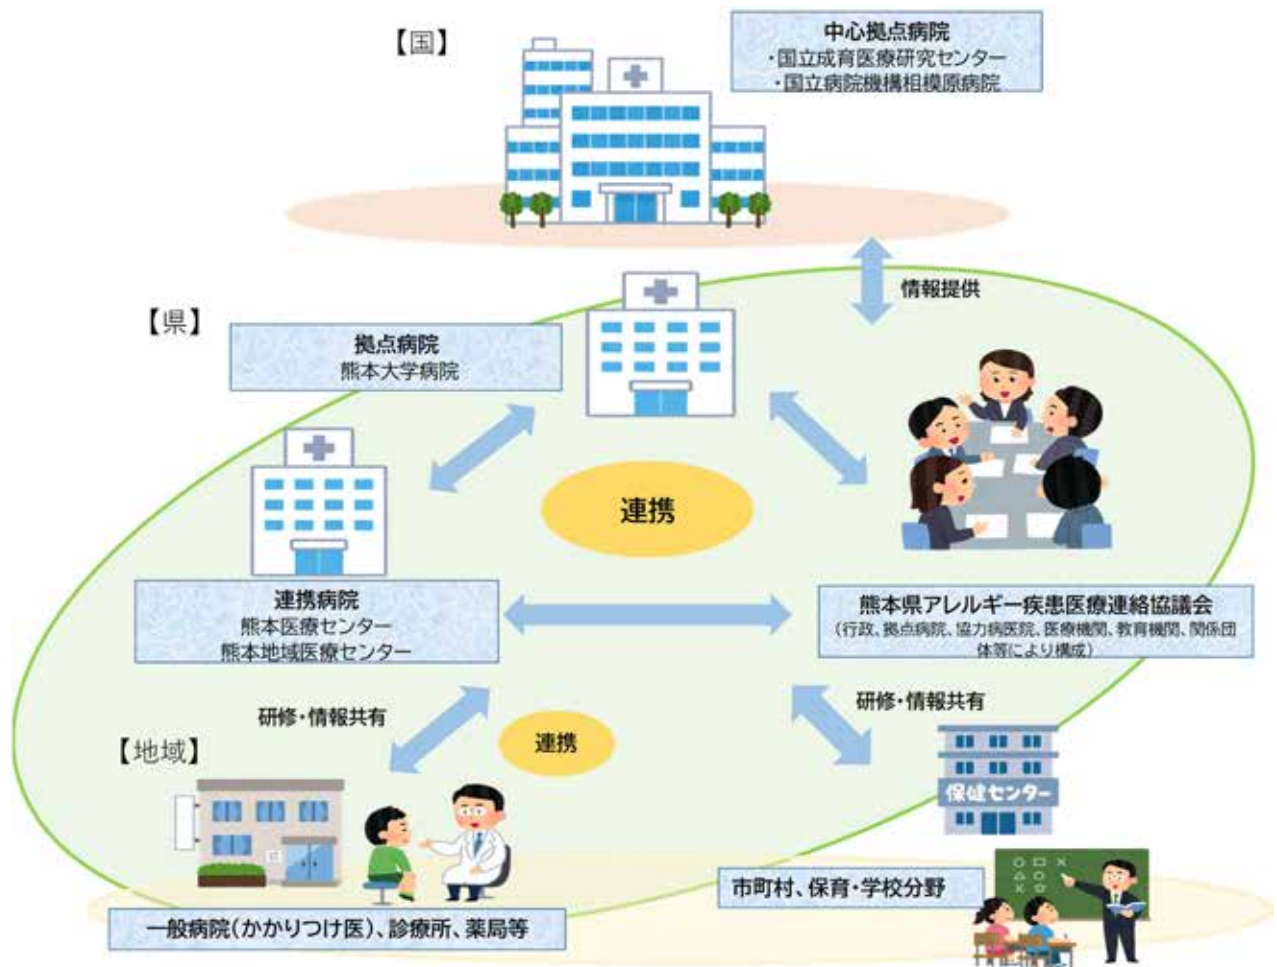 【国】
中心拠点病院
・国立成育医療研究センター
・国立病院機構相模原病院
情報提供
【県】
拠点病院
熊本大学病院
連携
連携病院
熊本医療センター
熊本地域医療センター
熊本県アレルギー疾患医療連絡協議会
（行政、拠点病院、協力病医院、医療機関、教育機関、関係団
体等により構成）
研修・情報共有
連携
研修・情報共有
【地域】
保健センター
市町村、保育・学校分野
一般病院（かかりつけ医）、診療所、薬局等